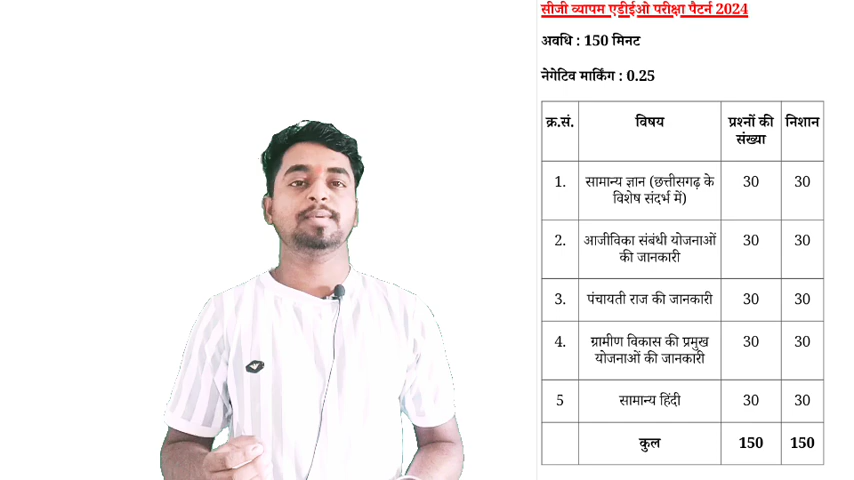 सीजी व्यापम एडीईओ परीक्षा पैटर्न 2024
अवधि : 150 मिनट
नेगेटिव मार्किंग : 0.25
क्र.सं. विषय प्रश्नों की संख्या निशान
1. सामान्य ज्ञान (छत्तीसगढ़ के विशेष संदर्भ में) 30 30
2. आजीविका संबंधी योजनाओं की जानकारी 30 30
3. पंचायती राज की जानकारी 30 30
4. ग्रामीण विकास की प्रमुख योजनाओं की जानकारी 30 30
5 सामान्य हिंदी 30 30
कुल 150 150